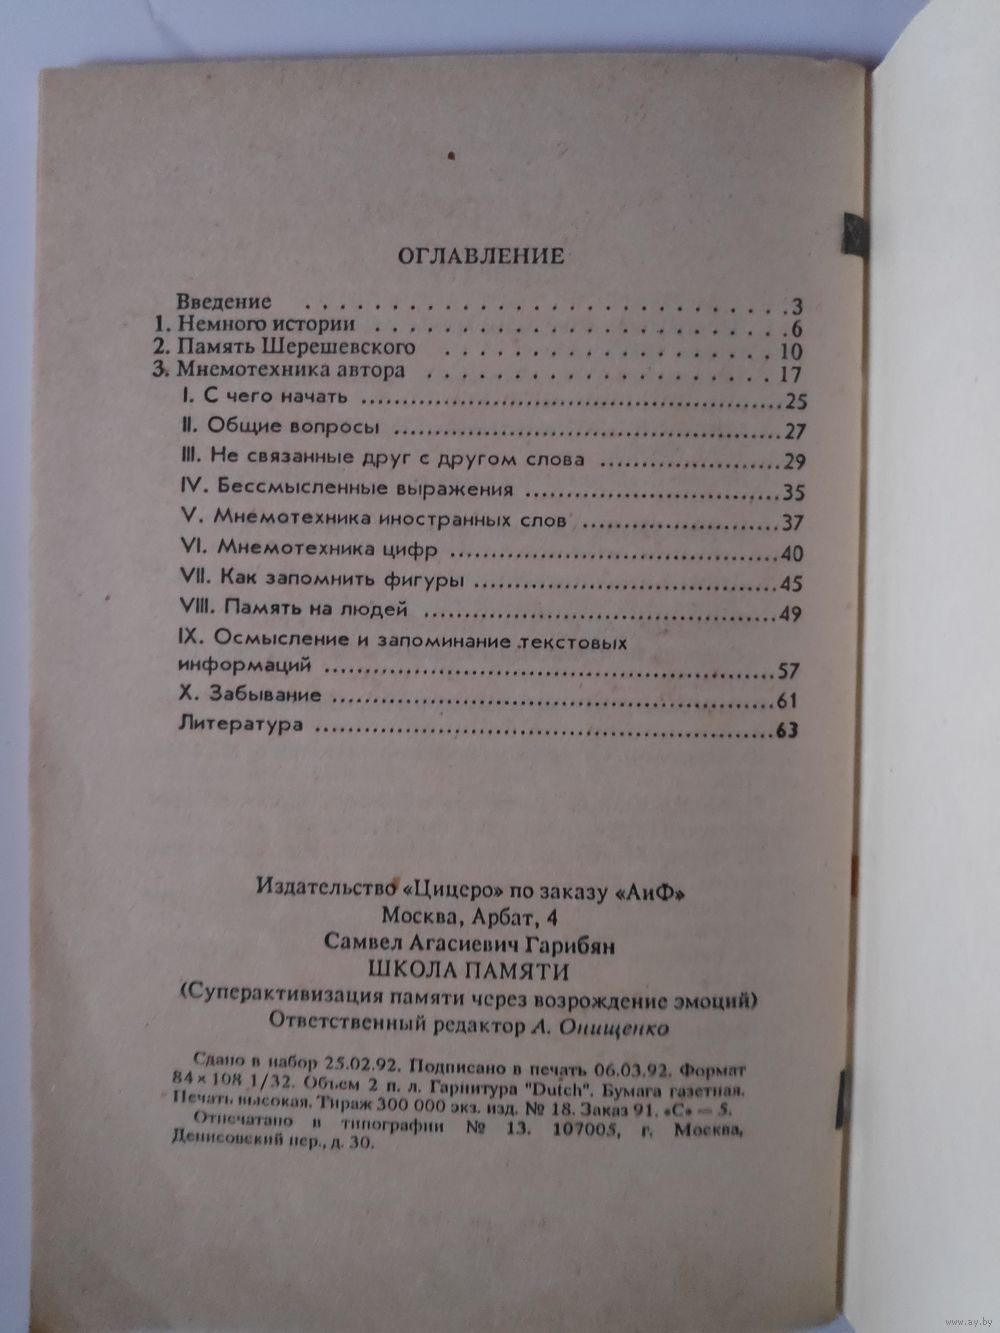 ОГЛАВЛЕНИЕ
Введение . . . . . . . . . . . . . . . . . . . . . . . . . . . . 3
1. Немного истории . . . . . . . . . . . . . . . . . . . . . . . . 6
2. Память Шерешевского . . . . . . . . . . . . . . . . . . . . 10
3. Мнемотехника автора . . . . . . . . . . . . . . . . . . . . . 17
I. С чего начать ........................................ 25
II. Общие вопросы ........................................ 27
III. Не связанные друг с другом слова .................. 29
IV. Бессмысленные выражения .......................... 35
V. Мнемотехника иностранных слов .................... 37
VI. Мнемотехника цифр .................................. 40
VII. Как запомнить фигуры ................................ 45
VIII. Память на людей .................................... 49
IX. Осмысление и запоминание .текстовых
информаций .............................................. 57
X. Забывание .............................................. 61
Литература .............................................. 63
Издательство «Цицеро» по заказу «АиФ»
Москва, Арбат, 4
Самвел Агасиевич Гарибян
ШКОЛА ПАМЯТИ
(Суперактивизация памяти через возрождение эмоций)
Ответственный редактор А. Онищенко
Сдано в набор 25.02.92. Подписано в печать 06.03.92. Формат
84×108 1/32. Объем 2 п. л. Гарнитура "Dutch". Бумага газетная.
Печать высокая. Тираж 300 000 экз. изд. № 18. Заказ 91. «С» — 5.
Отпечатано в типографии № 13. 107005, г. Москва,
Денисовский пер., д. 30.
www.ay.by